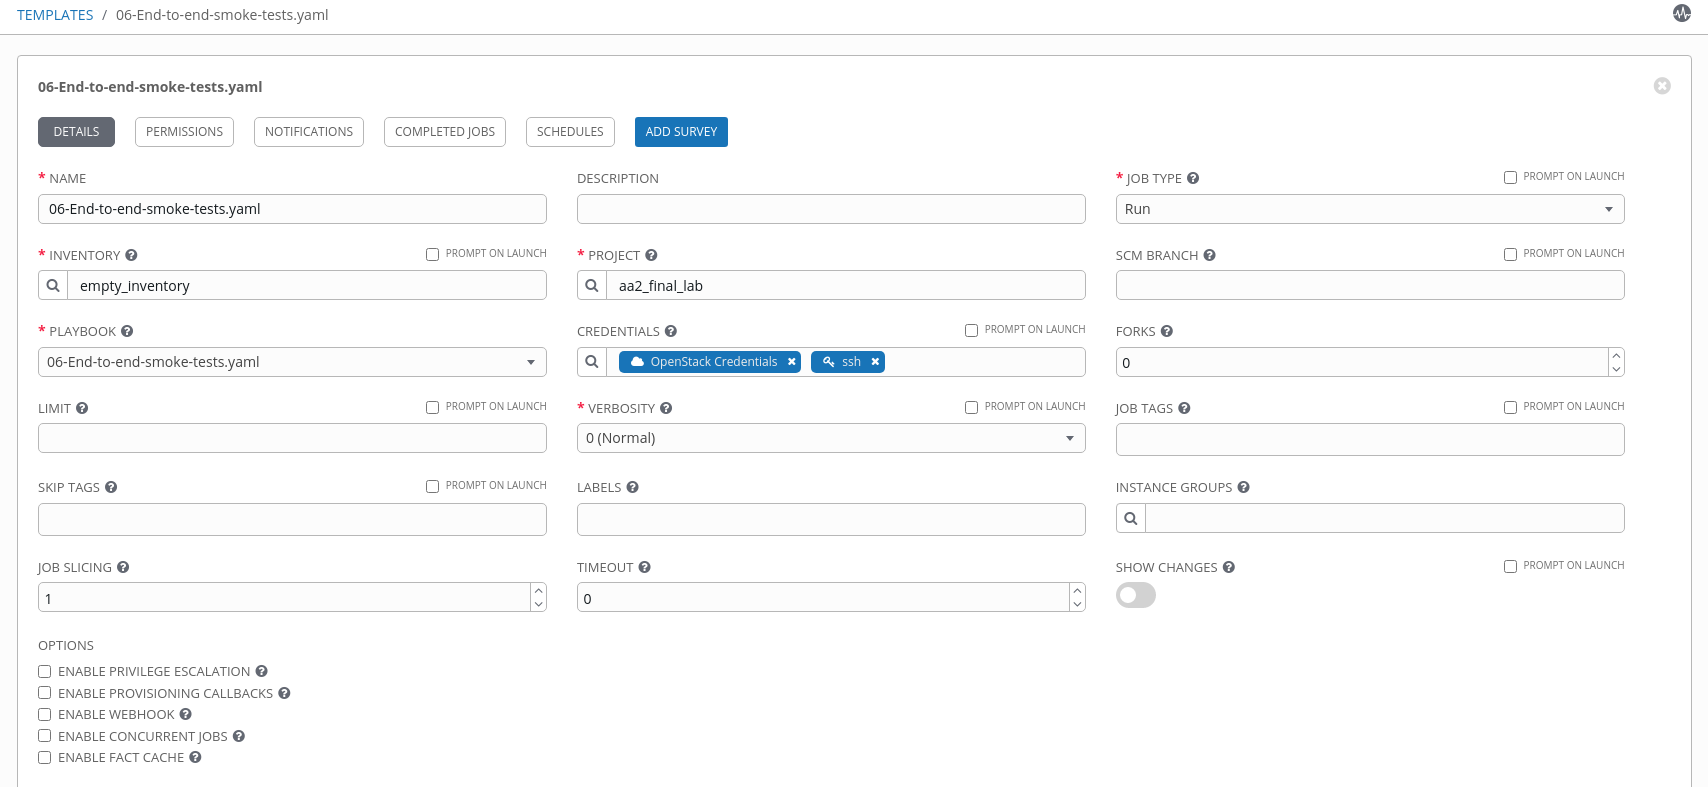 TEMPLATES / 06-End-to-end-smoke-tests.yaml
06-End-to-end-smoke-tests.yaml
DETAILS PERMISSIONS NOTIFICATIONS COMPLETED JOBS SCHEDULES ADD SURVEY
* NAME DESCRIPTION * JOB TYPE ? PROMPT ON LAUNCH
06-End-to-end-smoke-tests.yaml Run
* INVENTORY ? PROMPT ON LAUNCH * PROJECT ? SCM BRANCH ? PROMPT ON LAUNCH
empty_inventory aa2_final_lab
* PLAYBOOK ? CREDENTIALS ? PROMPT ON LAUNCH FORKS ?
06-End-to-end-smoke-tests.yaml OpenStack Credentials ssh 0
LIMIT ? PROMPT ON LAUNCH * VERBOSITY ? PROMPT ON LAUNCH JOB TAGS ? PROMPT ON LAUNCH
0 (Normal)
SKIP TAGS ? PROMPT ON LAUNCH LABELS ? INSTANCE GROUPS ?
JOB SLICING ? TIMEOUT ? SHOW CHANGES ? PROMPT ON LAUNCH
1 0
OPTIONS
ENABLE PRIVILEGE ESCALATION ?
ENABLE PROVISIONING CALLBACKS ?
ENABLE WEBHOOK ?
ENABLE CONCURRENT JOBS ?
ENABLE FACT CACHE ?